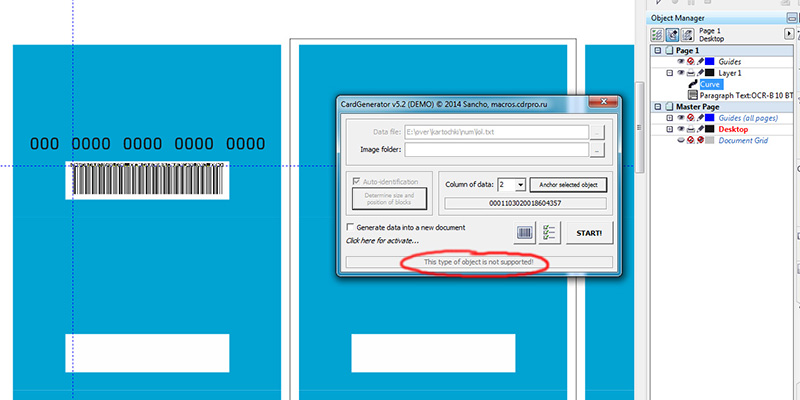 Object Manager
Page 1
Desktop
Page 1
Guides
Layer1
Curve
Paragraph Text:OCR-B 10 BT
Master Page
Guides (all pages)
Desktop
Document Grid
000 0000 0000 0000 0000
CardGenerator v5.2 (DEMO) © 2014 Sancho, macros.cdrpro.ru
Data file: E:\river\kartochki\num\jol.txt ...
Image folder: ...
Auto-identification
Determine size and
position of blocks
Column of data: 2 Anchor selected object
0001103020018604357
Generate data into a new document
Click here for activate...
START!
This type of object is not supported!